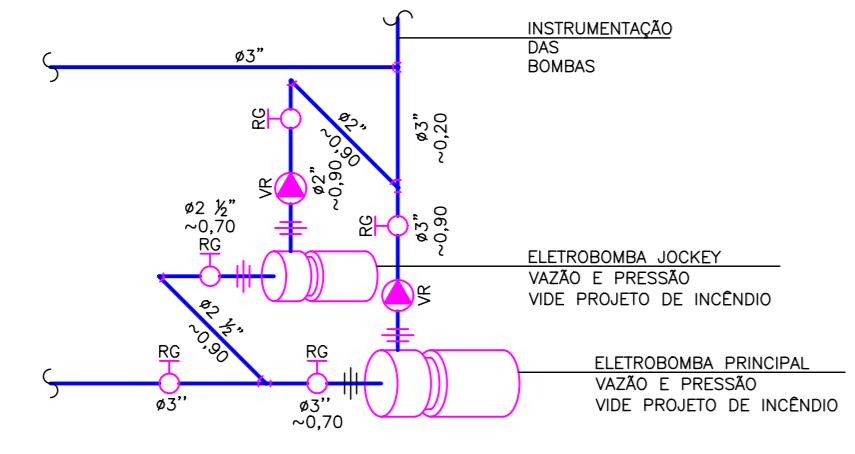 INSTRUMENTAÇÃO
DAS
BOMBAS
ø3"
RG
ø2"
~0,90
ø3"
~0,20
VR
ø2"
~0,90
ø2 ½"
~0,70
RG
RG
ø3"
~0,90
ELETROBOMBA JOCKEY
VAZÃO E PRESSÃO
VIDE PROJETO DE INCÊNDIO
VR
ø2 ½"
~0,90
RG
RG
ø3''
ø3''
~0,70
ELETROBOMBA PRINCIPAL
VAZÃO E PRESSÃO
VIDE PROJETO DE INCÊNDIO